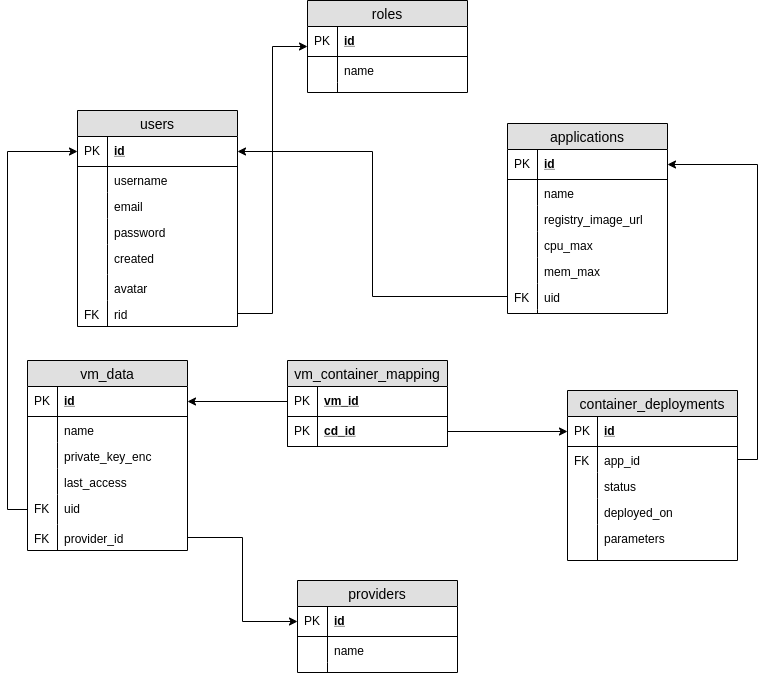 roles
PK id
name
users
PK id
username
email
password
created
avatar
FK rid
applications
PK id
name
registry_image_url
cpu_max
mem_max
FK uid
vm_data
PK id
name
private_key_enc
last_access
FK uid
FK provider_id
vm_container_mapping
PK vm_id
PK cd_id
container_deployments
PK id
FK app_id
status
deployed_on
parameters
providers
PK id
name